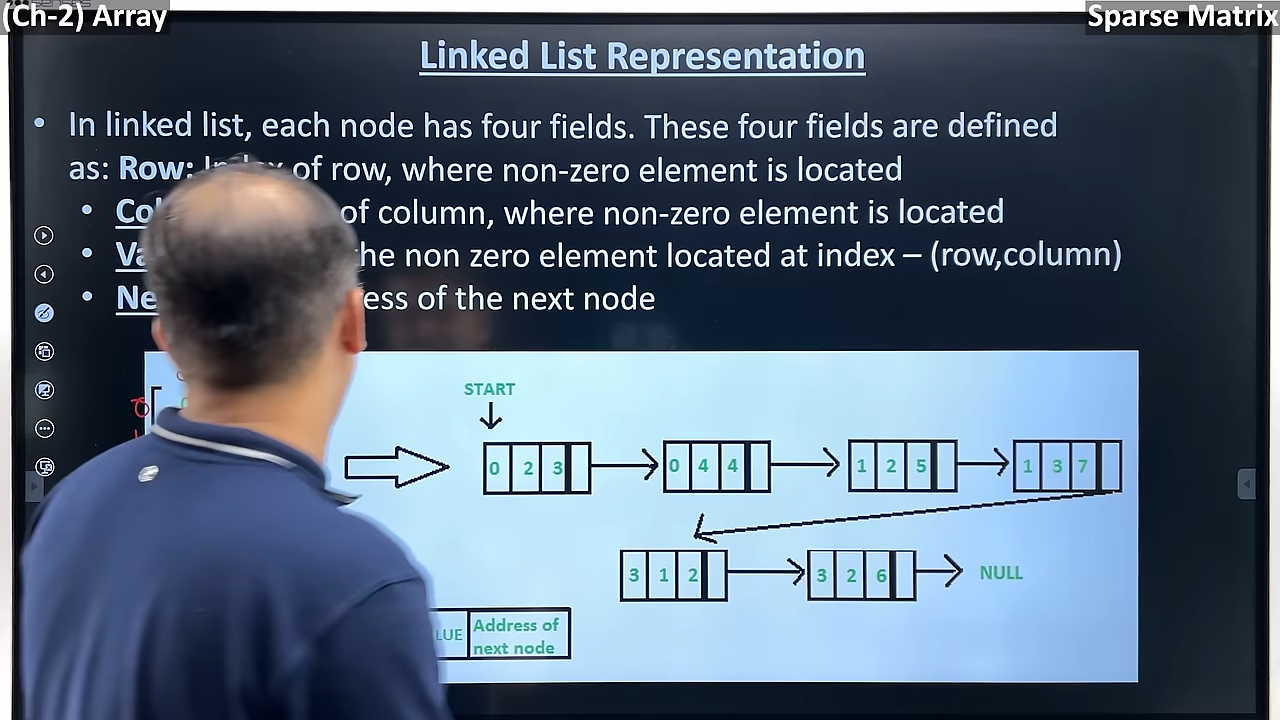 (Ch-2) Array
Sparse Matrix
Linked List Representation
• In linked list, each node has four fields. These four fields are defined
as: Row: Index of row, where non-zero element is located
• of column, where non-zero element is located
• the non zero element located at index – (row,column)
• of the next node
START
0 2 3
0 4 4
1 2 5
1 3 7
3 1 2
3 2 6
NULL
Address of
next node